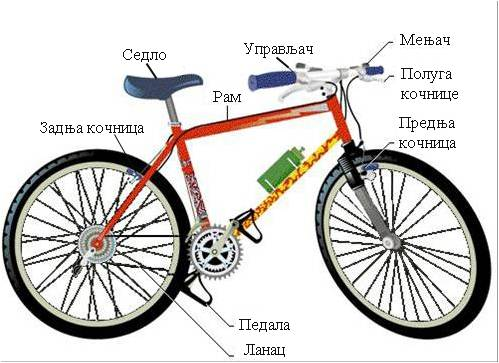 Мењач
Управљач
Седло
Полуга
кочнице
Рам
Задња кочница
Предња
кочница
Педала
Ланац